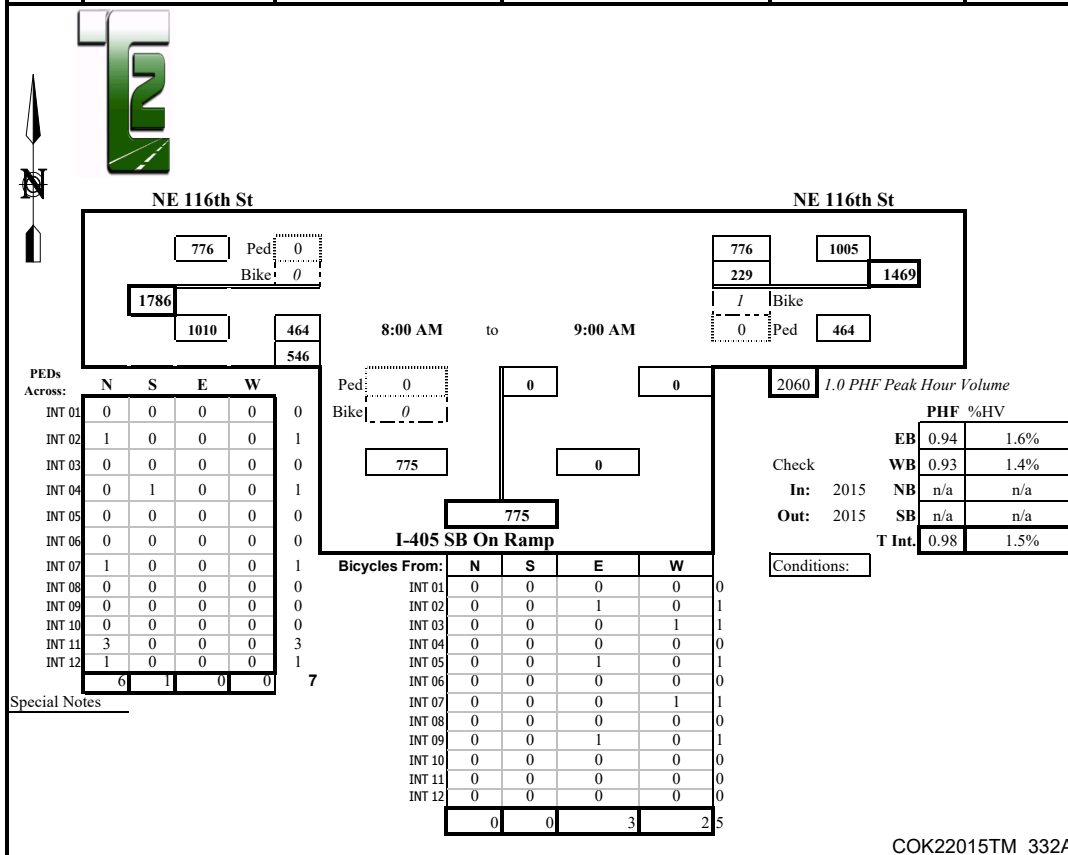 T2
N
NE 116th St NE 116th St
776 Ped 0 776 1005
Bike 0 229 1469
1786 1 Bike
1010 464 8:00 AM to 9:00 AM 0 Ped 464
546
PEDs
Across: N S E W Ped 0 0 0 2060 1.0 PHF Peak Hour Volume
INT 01 0 0 0 0 0 Bike 0 PHF %HV
INT 02 1 0 0 0 1 EB 0.94 1.6%
INT 03 0 0 0 0 0 775 0 Check WB 0.93 1.4%
INT 04 0 1 0 0 1 In: 2015 NB n/a n/a
INT 05 0 0 0 0 0 775 Out: 2015 SB n/a n/a
INT 06 0 0 0 0 0 I-405 SB On Ramp T Int. 0.98 1.5%
INT 07 1 0 0 0 1 Bicycles From: N S E W Conditions:
INT 08 0 0 0 0 0 INT 01 0 0 0 0 0
INT 09 0 0 0 0 0 INT 02 0 0 1 0 1
INT 10 0 0 0 0 0 INT 03 0 0 0 1 1
INT 11 3 0 0 0 3 INT 04 0 0 0 0 0
INT 12 1 0 0 0 1 INT 05 0 0 1 0 1
6 1 0 0 7 INT 06 0 0 0 0 0
Special Notes INT 07 0 0 0 1 1
INT 08 0 0 0 0 0
INT 09 0 0 1 0 1
INT 10 0 0 0 0 0
INT 11 0 0 0 0 0
INT 12 0 0 0 0 0
0 0 3 2 5
COK22015TM_332A